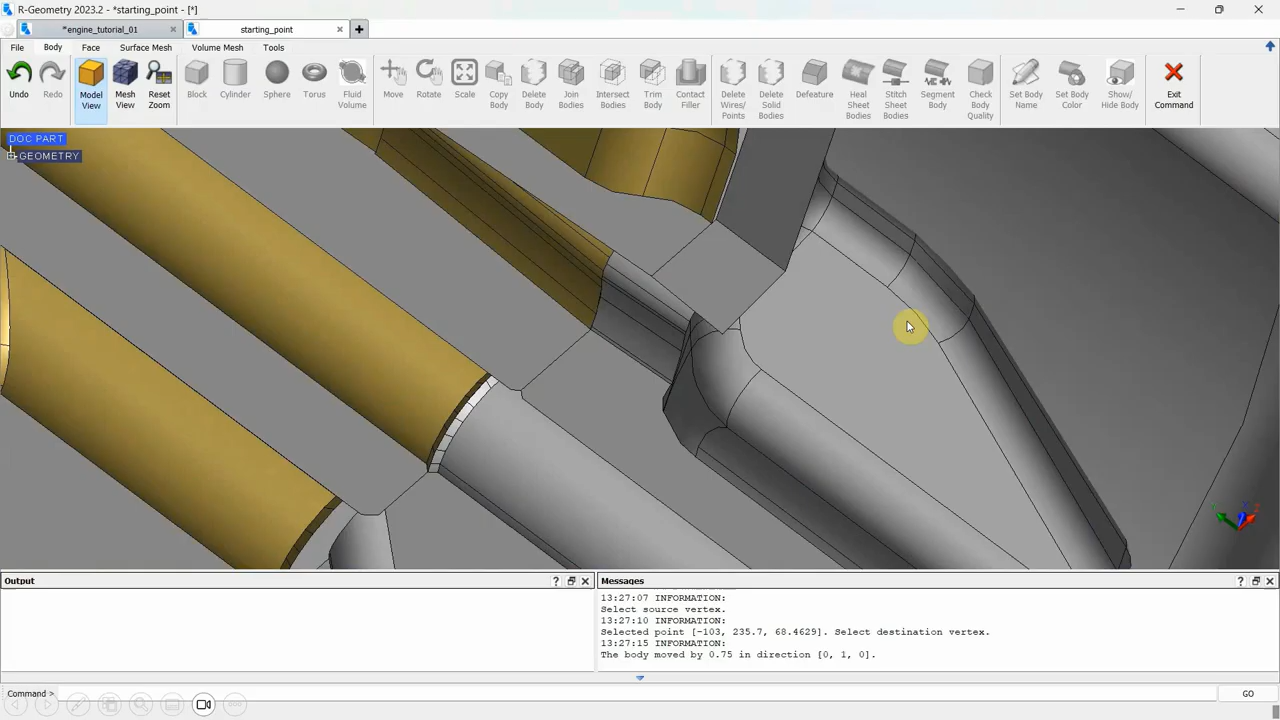 R-Geometry 2023.2 - *starting_point - [*]
*engine_tutorial_01
starting_point
File Body Face Surface Mesh Volume Mesh Tools
Undo
Redo
Model View
Mesh View
Reset Zoom
Block
Cylinder
Sphere
Torus
Fluid Volume
Move
Rotate
Scale
Copy Body
Delete Body
Join Bodies
Intersect Bodies
Trim Body
Contact Filler
Delete Wires/ Points
Delete Solid Bodies
Defeature
Heal Sheet Bodies
Stitch Sheet Bodies
Segment Body
Check Body Quality
Set Body Name
Set Body Color
Show/ Hide Body
Exit Command
DOC PART
GEOMETRY
Output
Messages
13:27:07 INFORMATION:
Select source vertex.
13:27:10 INFORMATION:
Selected point [-103, 235.7, 68.4629]. Select destination vertex.
13:27:15 INFORMATION:
The body moved by 0.75 in direction [0, 1, 0].
Command >
GO